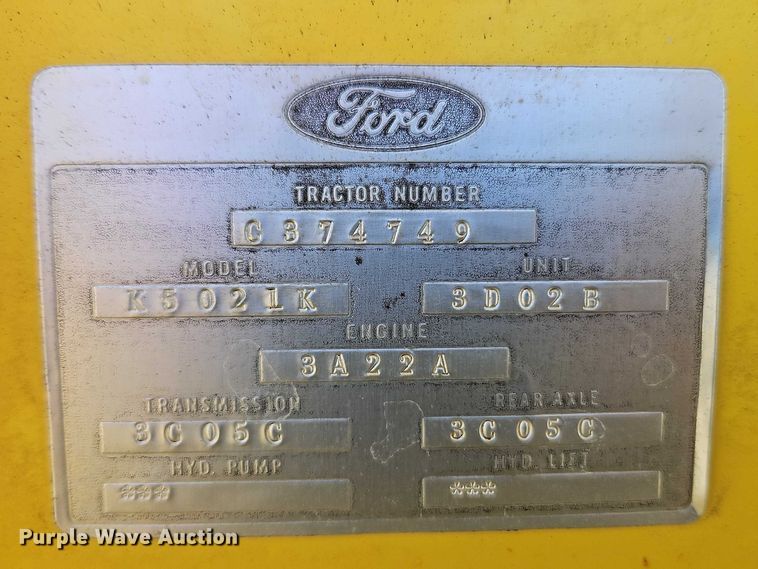 Ford
TRACTOR NUMBER
C374749
MODEL UNIT
K5021K 3D02B
ENGINE
3A22A
TRANSMISSION REAR AXLE
3C05C 3C05C
HYD. PUMP HYD. LIFT
*** ***
Purple Wave Auction